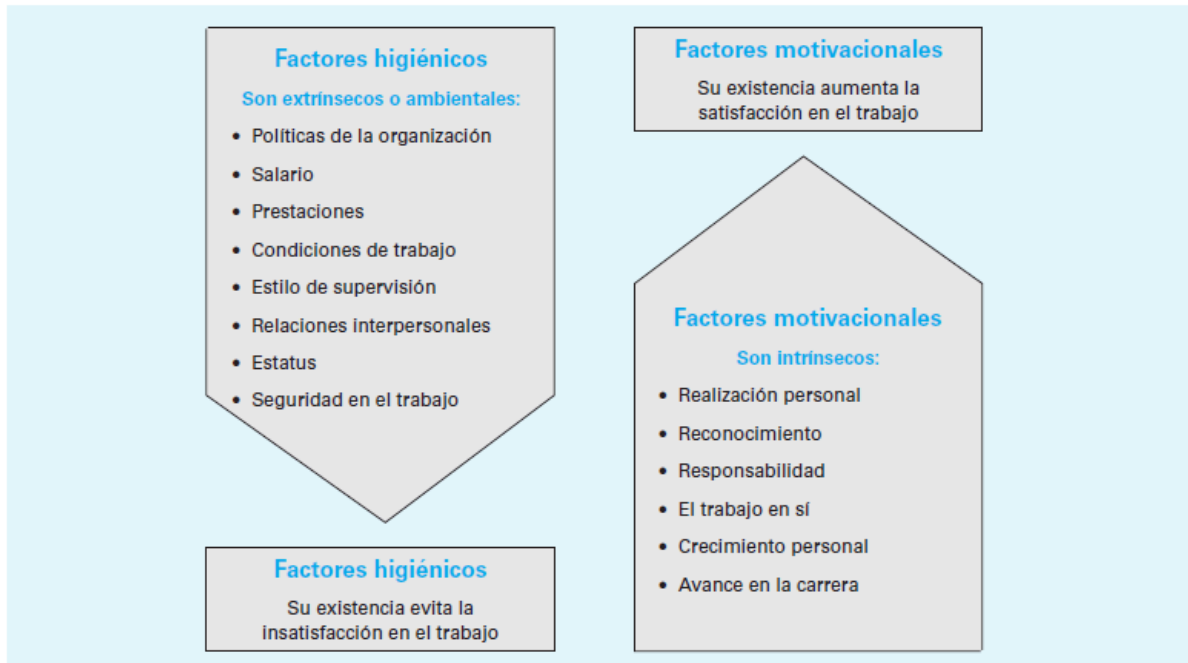 Factores higiénicos
Son extrínsecos o ambientales:
• Políticas de la organización
• Salario
• Prestaciones
• Condiciones de trabajo
• Estilo de supervisión
• Relaciones interpersonales
• Estatus
• Seguridad en el trabajo
Factores higiénicos
Su existencia evita la
insatisfacción en el trabajo
Factores motivacionales
Su existencia aumenta la
satisfacción en el trabajo
Factores motivacionales
Son intrínsecos:
• Realización personal
• Reconocimiento
• Responsabilidad
• El trabajo en sí
• Crecimiento personal
• Avance en la carrera